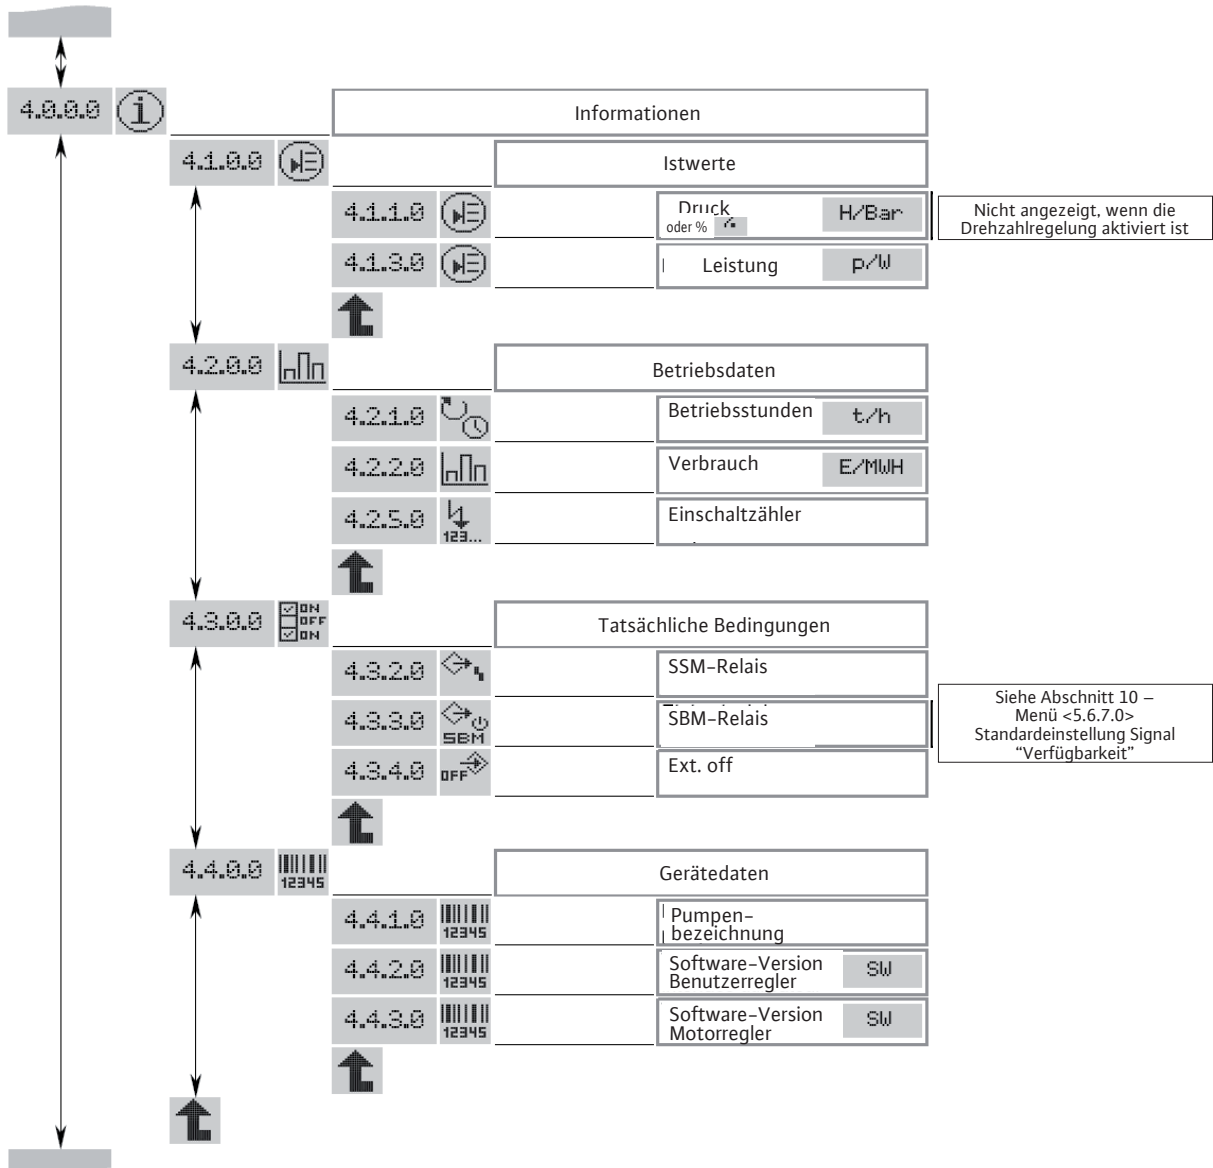 4.0.0.0 Informationen
4.1.0.0 Istwerte
4.1.1.0 Druck H/Bar
oder %
Nicht angezeigt, wenn die
Drehzahlregelung aktiviert ist
4.1.3.0 Leistung p/W
4.2.0.0 Betriebsdaten
4.2.1.0 Betriebsstunden t/h
4.2.2.0 Verbrauch E/MWH
4.2.5.0 Einschaltzähler
123...
4.3.0.0 Tatsächliche Bedingungen
ON
OFF
ON
4.3.2.0 SSM-Relais
4.3.3.0 SBM-Relais
SBM
Siehe Abschnitt 10 –
Menü <5.6.7.0>
Standardeinstellung Signal
“Verfügbarkeit”
4.3.4.0 OFF Ext. off
4.4.0.0 Gerätedaten
12345
4.4.1.0 Pumpen-
12345 bezeichnung
4.4.2.0 Software-Version SW
12345 Benutzerregler
4.4.3.0 Software-Version SW
12345 Motorregler